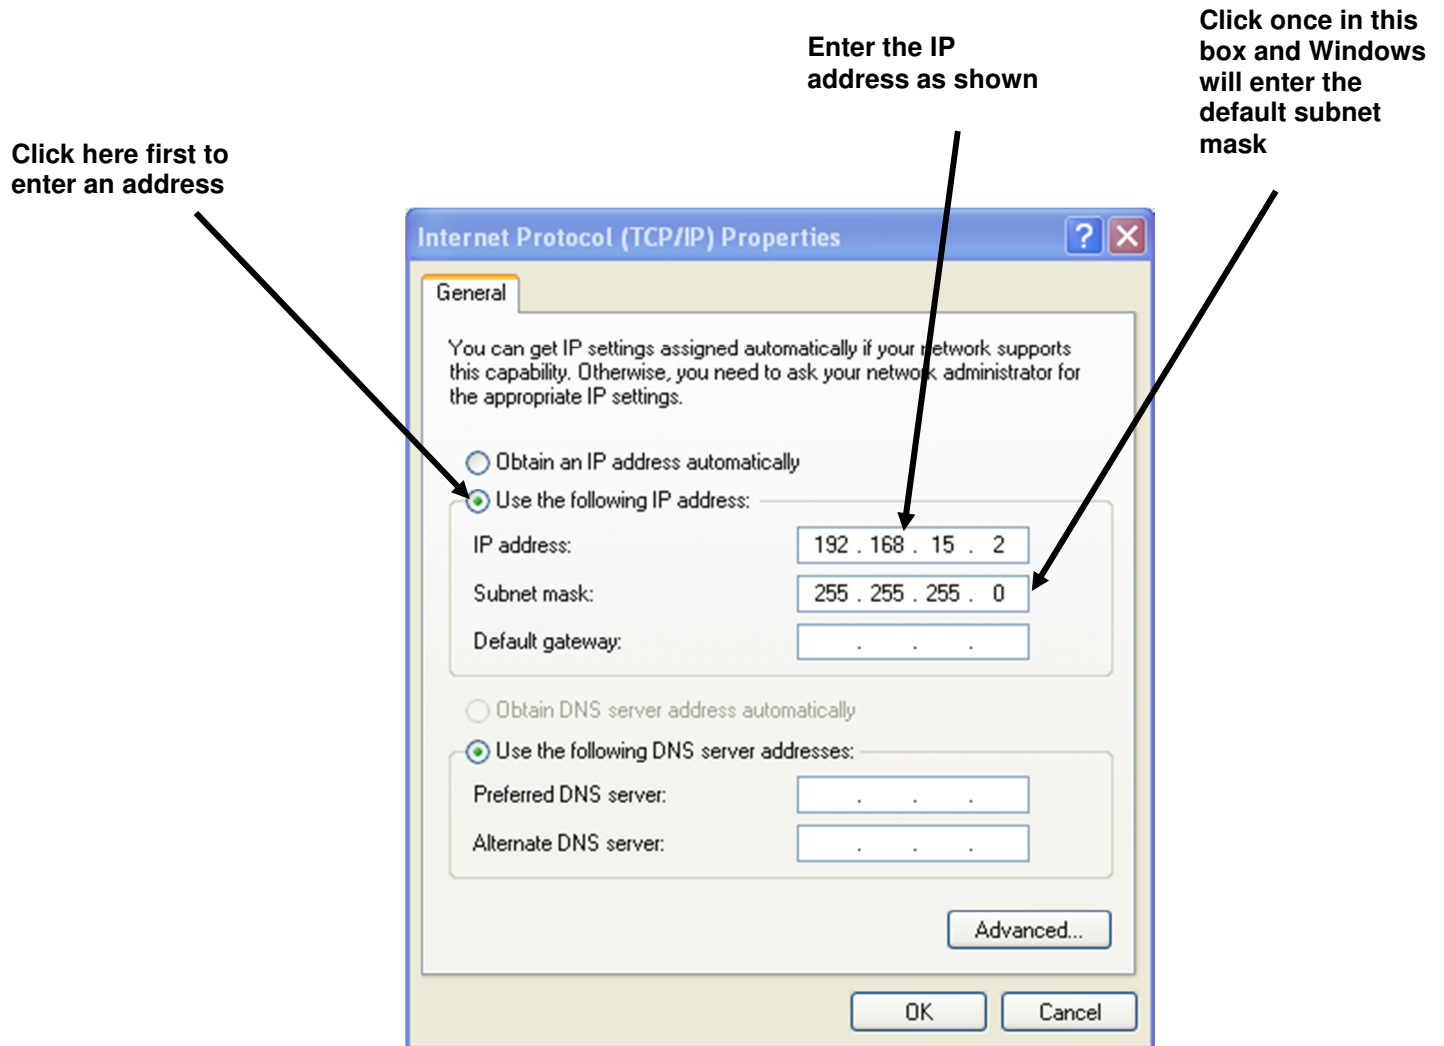 Click once in this
box and Windows
will enter the
default subnet
mask
Enter the IP
address as shown
Click here first to
enter an address
Internet Protocol (TCP/IP) Properties
?
General
You can get IP settings assigned automatically if your network supports
this capability. Otherwise, you need to ask your network administrator for
the appropriate IP settings.
Obtain an IP address automatically
Use the following IP address:
IP address: 192 . 168 . 15 . 2
Subnet mask: 255 . 255 . 255 . 0
Default gateway: . . .
Obtain DNS server address automatically
Use the following DNS server addresses:
Preferred DNS server: . . .
Alternate DNS server: . . .
Advanced...
OK Cancel